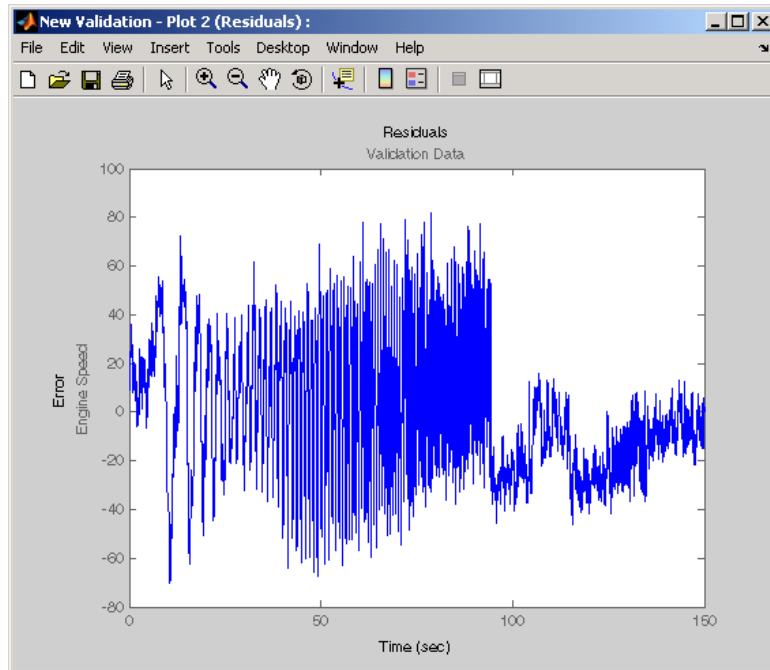 New Validation - Plot 2 (Residuals) :
File Edit View Insert Tools Desktop Window Help
Residuals
Validation Data
100
80
60
40
20
0
-20
-40
-60
-80
Error
Engine Speed
0 50 100 150
Time (sec)